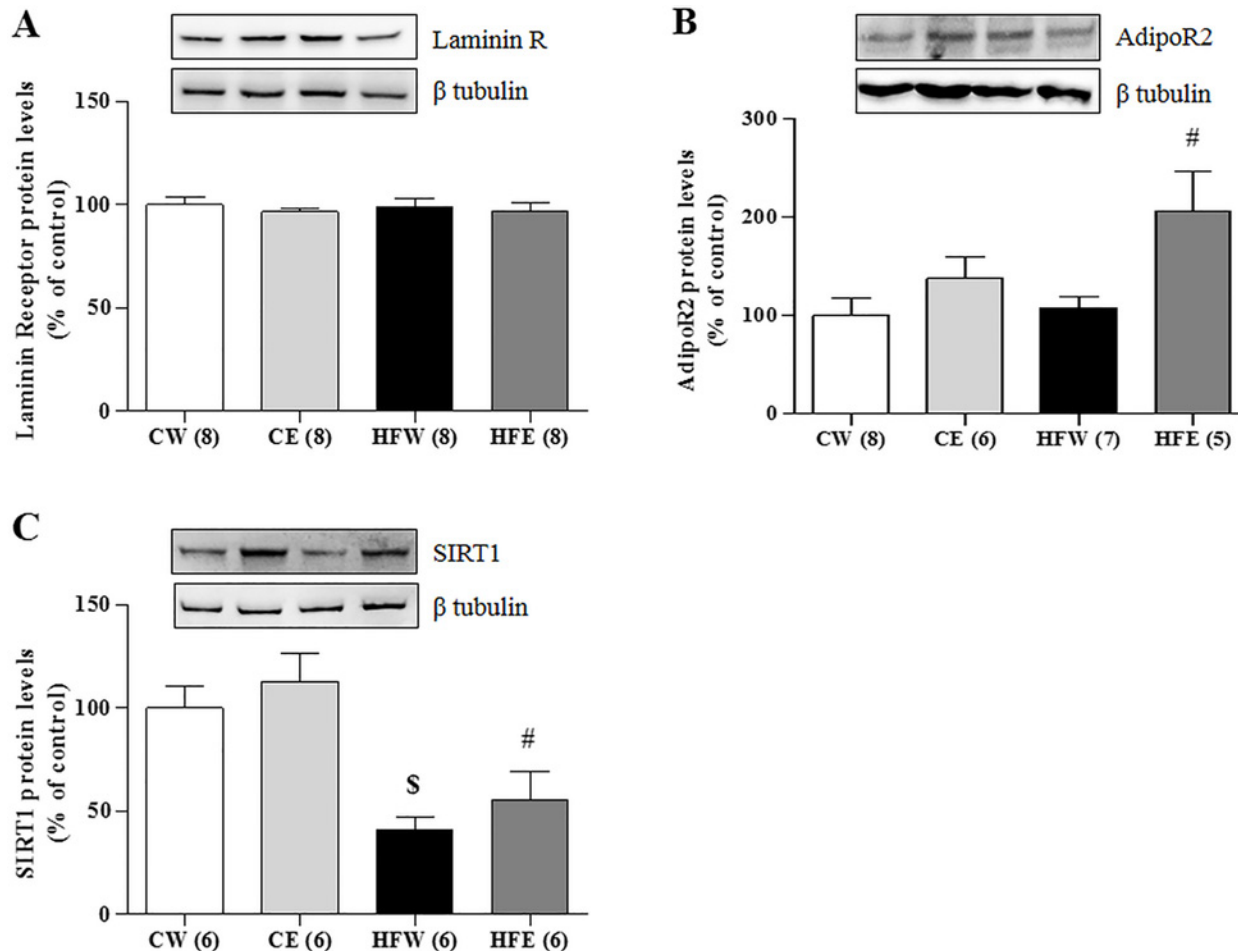 A
Laminin R
β tubulin
Laminin Receptor protein levels
(% of control)
150
100
50
0
CW (8) CE (8) HFW (8) HFE (8)
B
AdipoR2
β tubulin
AdipoR2 protein levels
(% of control)
300
200
100
0
#
CW (8) CE (6) HFW (7) HFE (5)
C
SIRT1
β tubulin
SIRT1 protein levels
(% of control)
150
100
50
0
$
#
CW (6) CE (6) HFW (6) HFE (6)